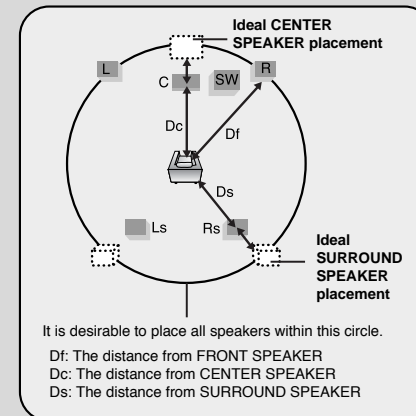 Ideal CENTER
SPEAKER placement
L
C
SW
R
Dc
Df
Ds
Ls
Rs
Ideal
SURROUND
SPEAKER
placement
It is desirable to place all speakers within this circle.
Df: The distance from FRONT SPEAKER
Dc: The distance from CENTER SPEAKER
Ds: The distance from SURROUND SPEAKER